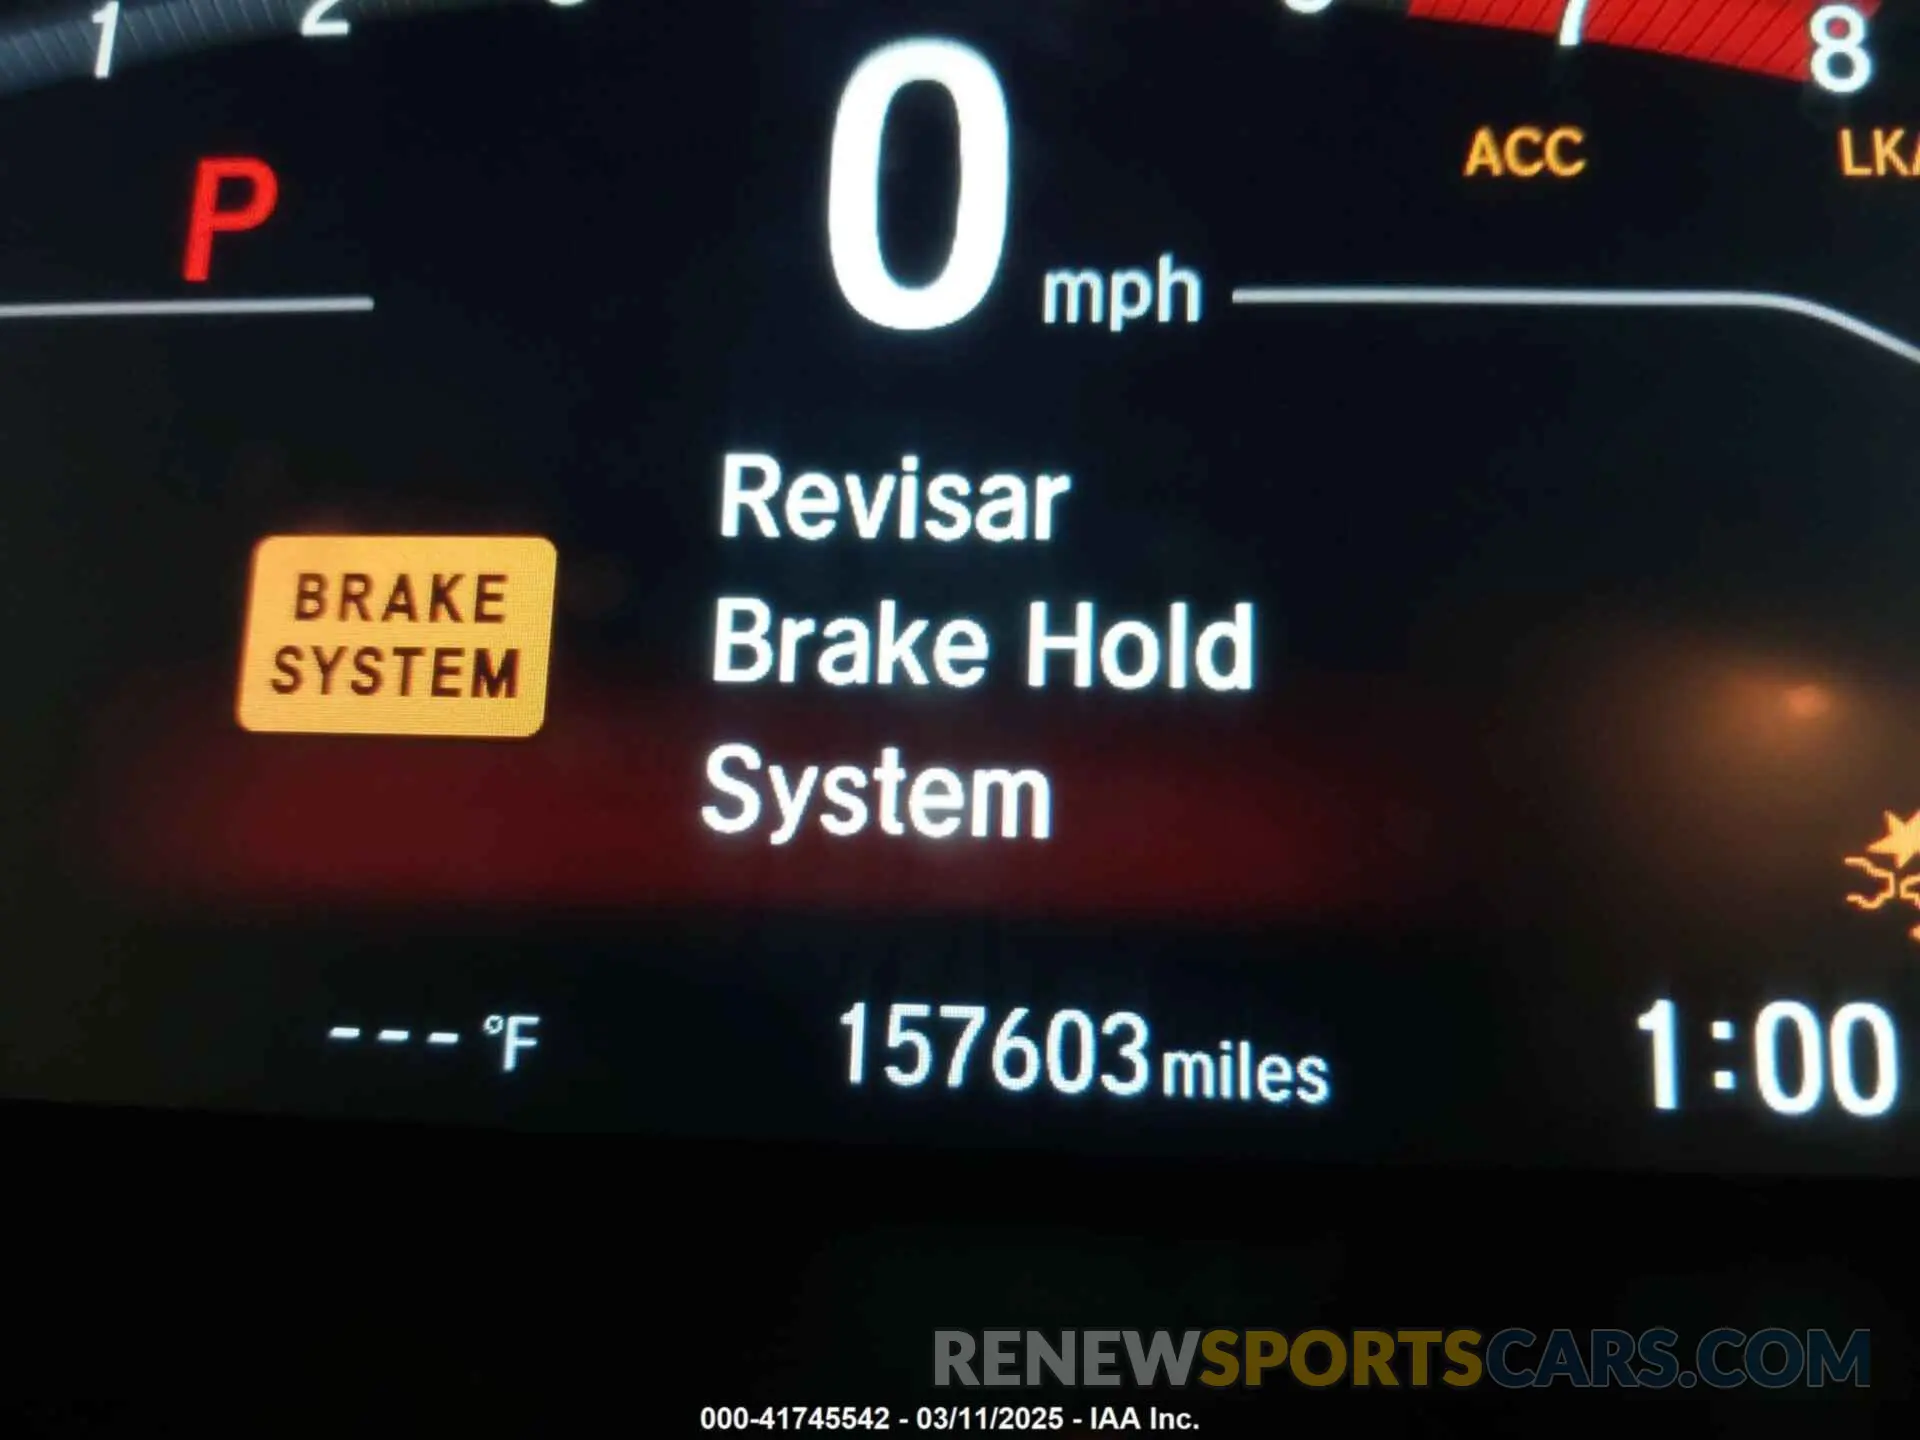 1 2 7 8
0 mph
ACC
P
Revisar
Brake Hold
System
BRAKE
SYSTEM
---°F 157603 miles 1:00
RENEWSPORTSCARS.COM
000-41745542 - 03/11/2025 - IAA Inc.